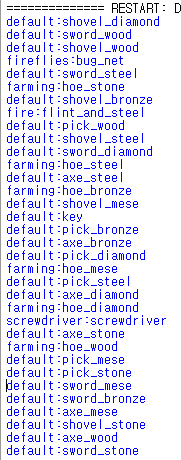 ============== RESTART: D
default:shovel_diamond
default:sword_wood
default:shovel_wood
fireflies:bug_net
default:sword_steel
farming:hoe_stone
default:shovel_bronze
fire:flint_and_steel
default:pick_wood
default:shovel_steel
default:sword_diamond
farming:hoe_steel
default:axe_steel
farming:hoe_bronze
default:shovel_mese
default:key
default:pick_bronze
default:axe_bronze
default:pick_diamond
farming:hoe_mese
default:pick_steel
default:axe_diamond
farming:hoe_diamond
screwdriver:screwdriver
default:axe_stone
farming:hoe_wood
default:pick_mese
default:pick_stone
default:sword_mese
default:sword_bronze
default:axe_mese
default:shovel_stone
default:axe_wood
default:sword_stone